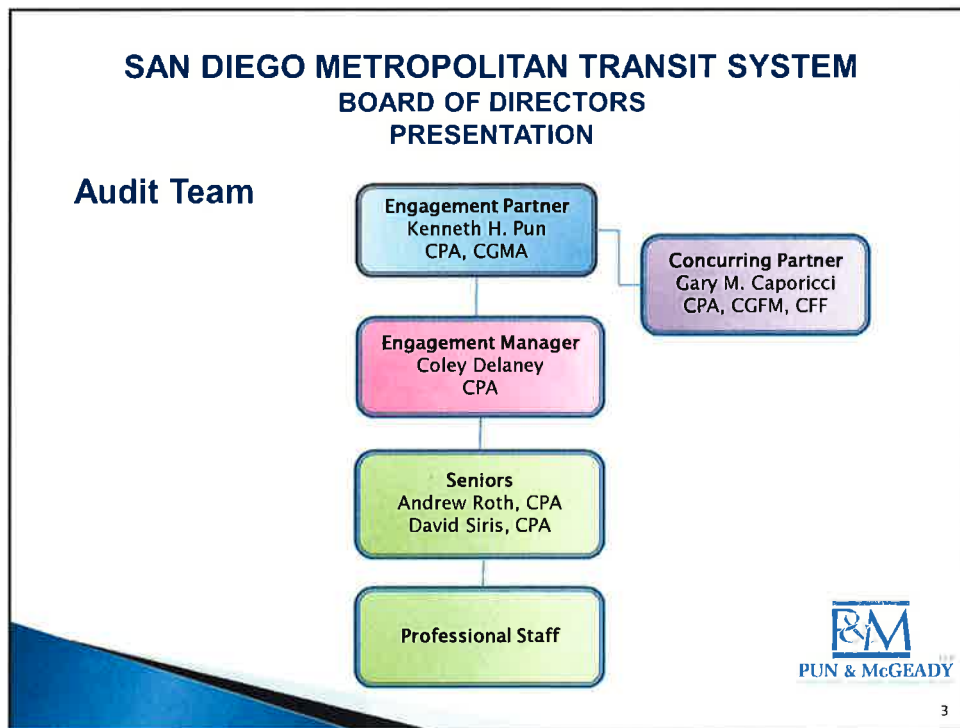 SAN DIEGO METROPOLITAN TRANSIT SYSTEM
BOARD OF DIRECTORS
PRESENTATION
Audit Team
Engagement Partner
Kenneth H. Pun
CPA, CGMA
Concurring Partner
Gary M. Caporicci
CPA, CGFM, CFF
Engagement Manager
Coley Delaney
CPA
Seniors
Andrew Roth, CPA
David Siris, CPA
Professional Staff
P&M
PUN & McGEADY
LLP
3